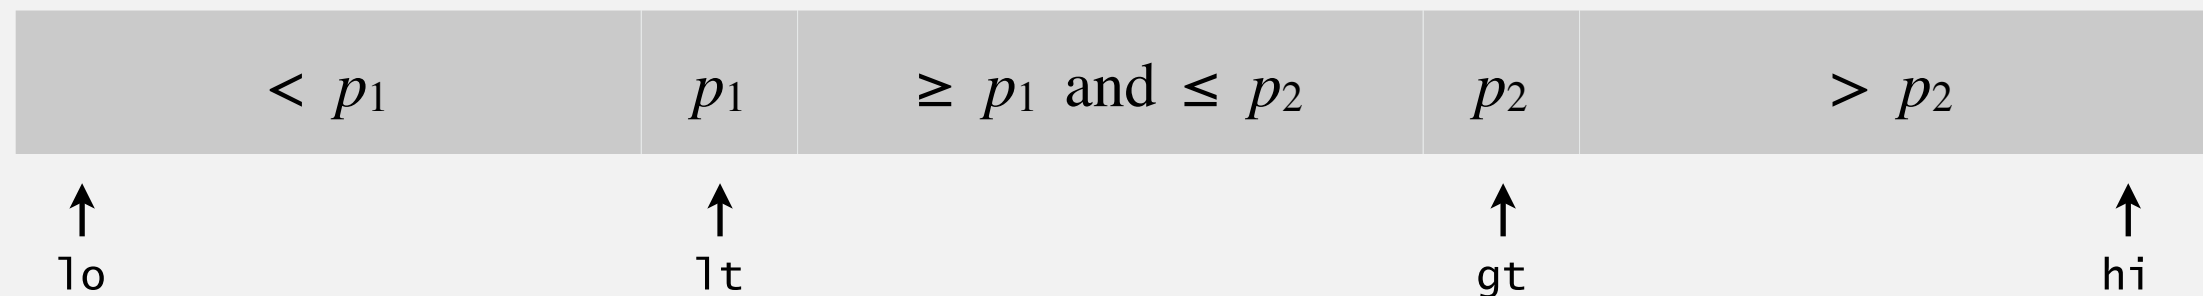 < p1 p1 ≥ p1 and ≤ p2 p2 > p2
lo lt gt hi